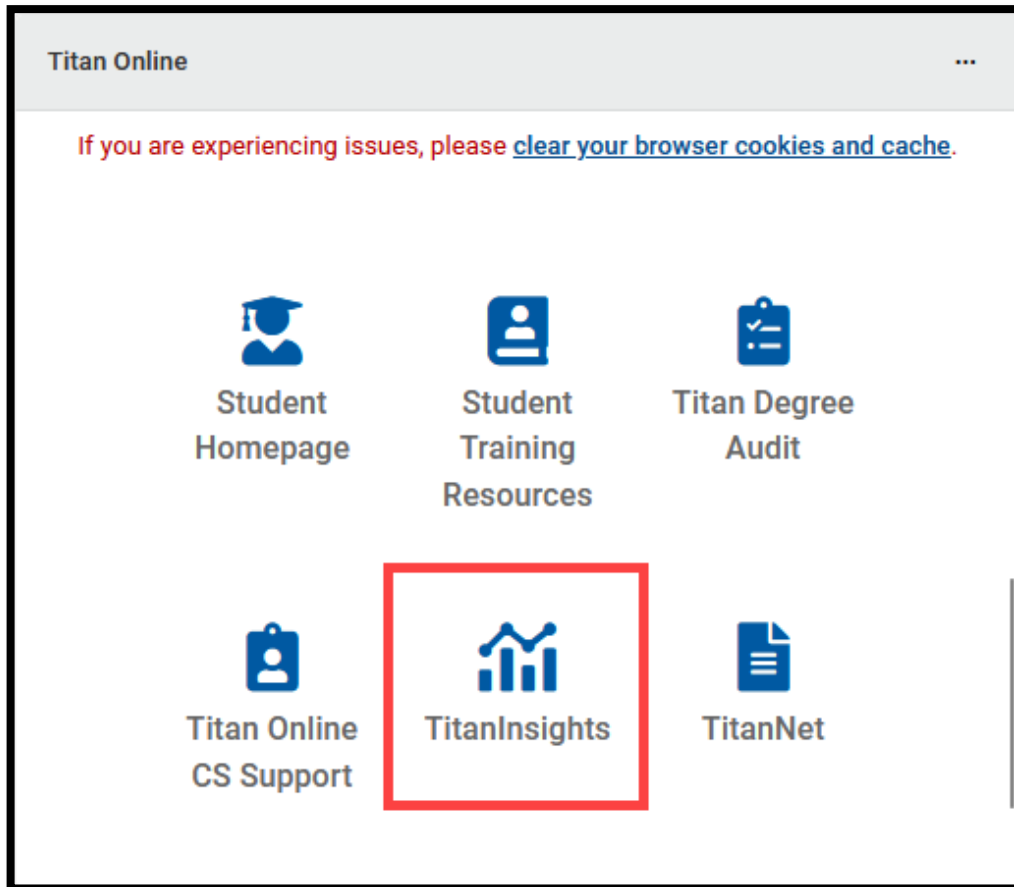 Titan Online
...
If you are experiencing issues, please clear your browser cookies and cache.
Student
Homepage
Student
Training
Resources
Titan Degree
Audit
Titan Online
CS Support
TitanInsights
TitanNet